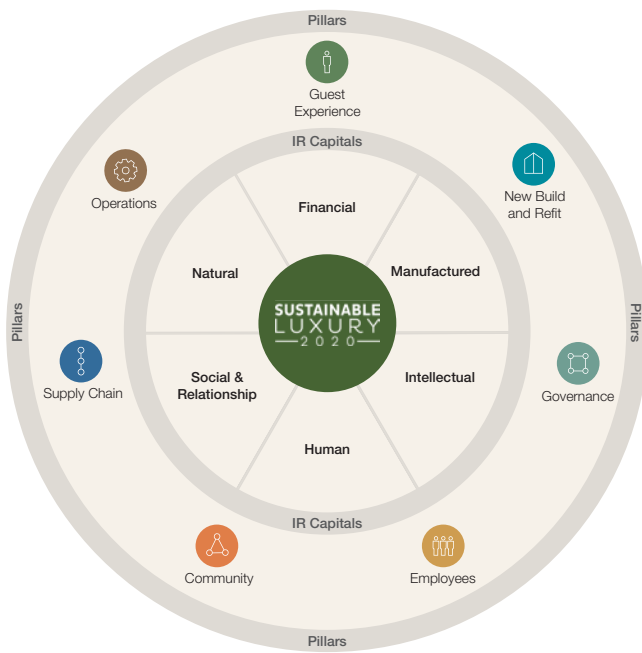 Pillars
Guest
Experience
IR Capitals
Operations
New Build
and Refit
Financial
Natural
Manufactured
SUSTAINABLE
LUXURY
2020
Pillars
Pillars
Supply Chain
Social &
Relationship
Intellectual
Governance
Human
IR Capitals
Community
Employees
Pillars